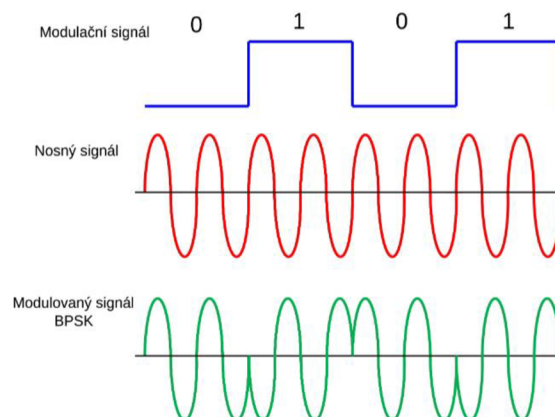 Modulační signál
0 1 0 1
Nosný signál
Modulovaný signál
BPSK